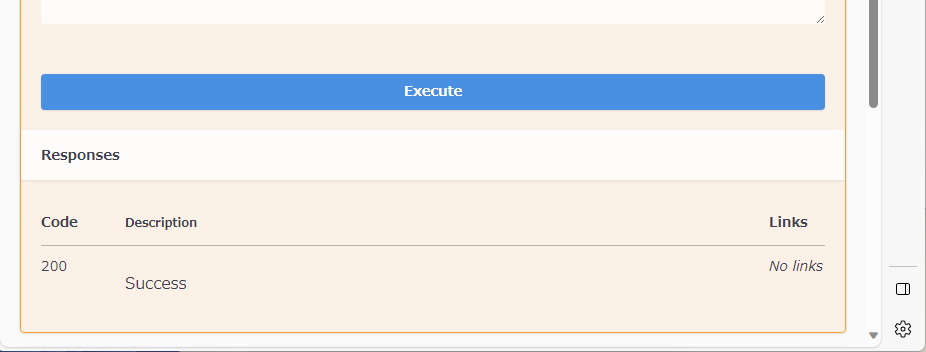 Execute
Responses
Code Description Links
200 Success No links